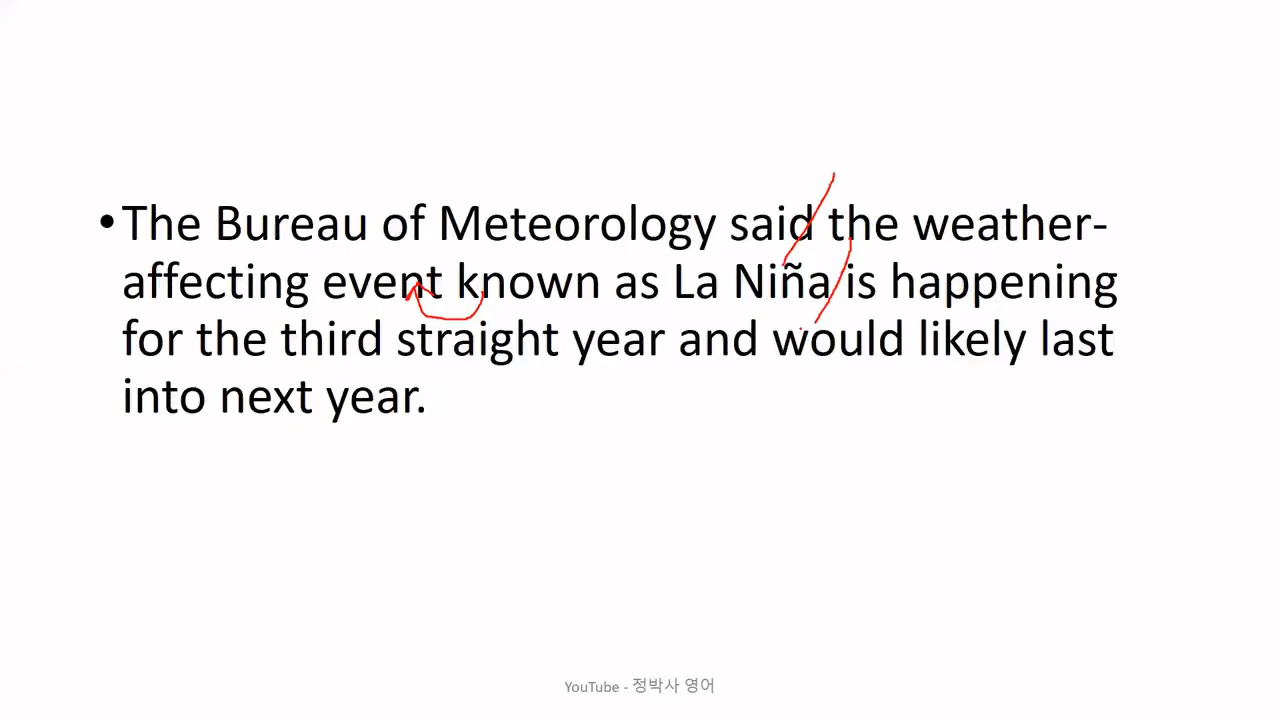 •The Bureau of Meteorology said the weather-
affecting event known as La Niña is happening
for the third straight year and would likely last
into next year.
YouTube - 정박사 영어